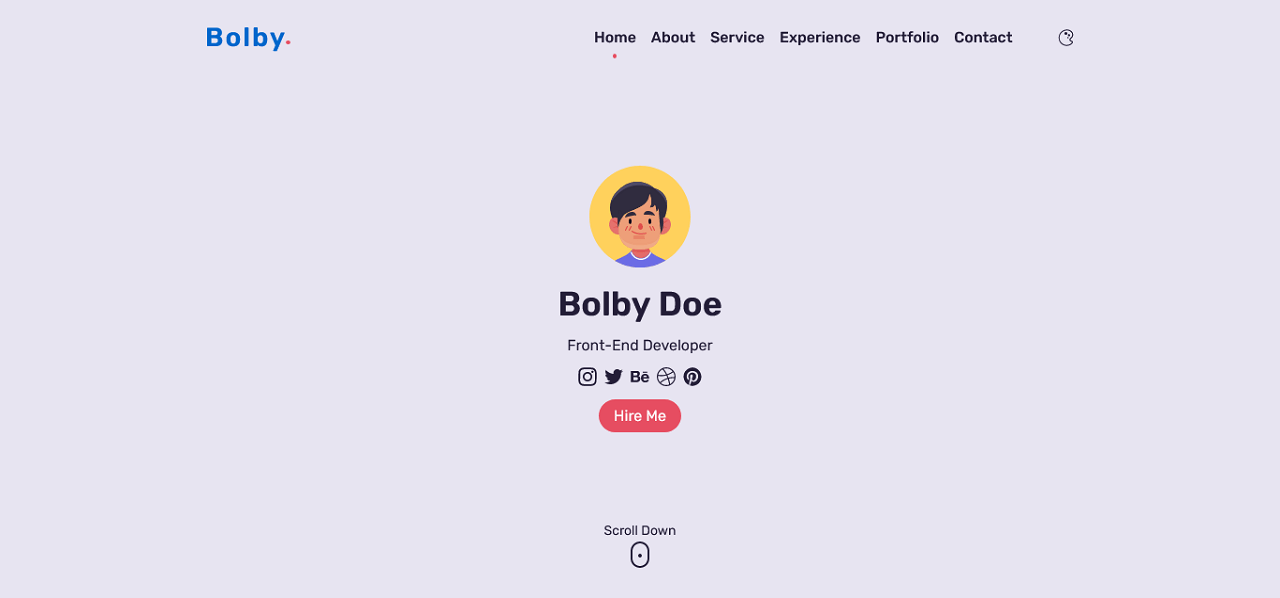 Bolby.
Home About Service Experience Portfolio Contact
Bolby Doe
Front-End Developer
Bē
Hire Me
Scroll Down